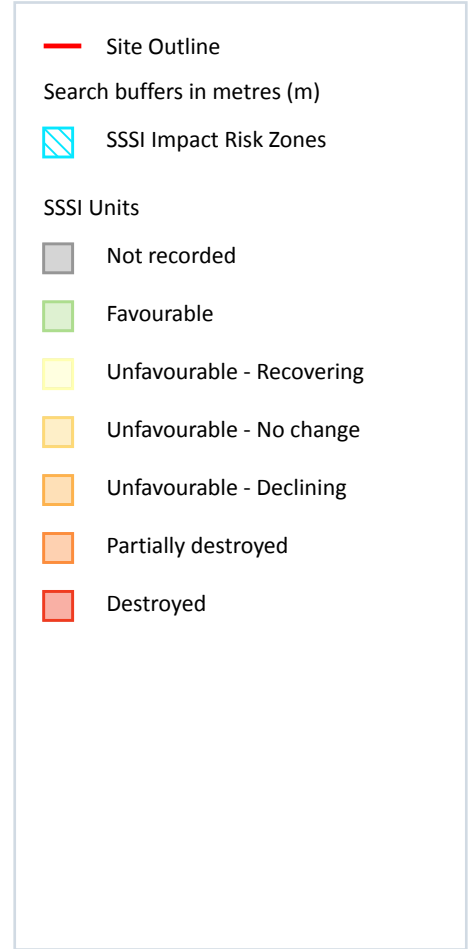 Site Outline
Search buffers in metres (m)
SSSI Impact Risk Zones
SSSI Units
Not recorded
Favourable
Unfavourable - Recovering
Unfavourable - No change
Unfavourable - Declining
Partially destroyed
Destroyed